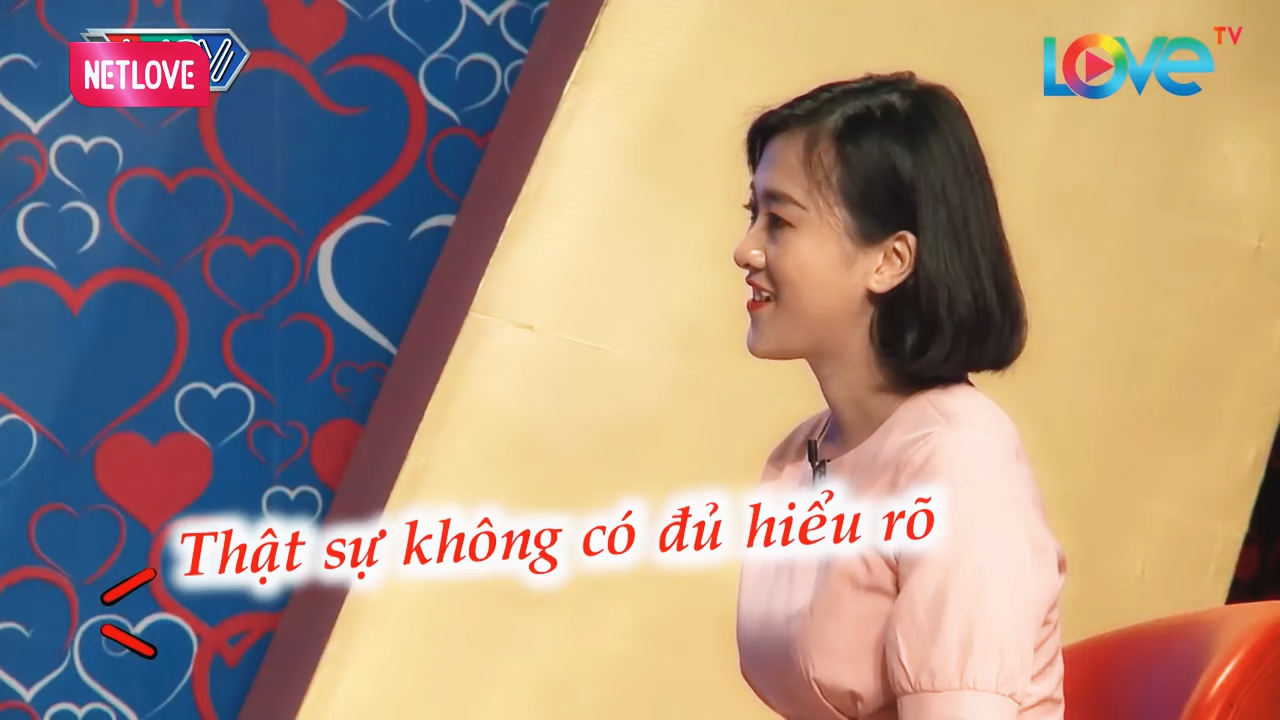 NETLOVE
LOVE TV
Thật sự không có đủ hiểu rõ